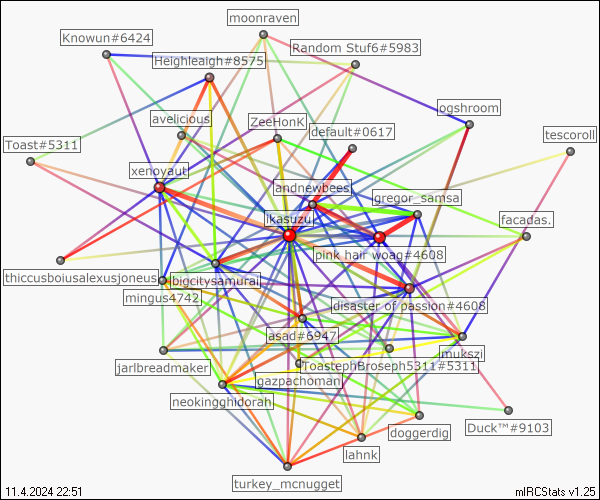 moonraven
Knowun#6424
Random Stuf6#5983
Heighleaigh#8575
ogshroom
avelicious
ZeeHonK
default#0617
tescoroll
Toast#5311
xenoyaut
andnewbees
gregor_samsa
ikasuzu
facadas.
pink hair woag#4608
thiccusboiusalexusjoneus
bigcitysamurai
mingus4742
disaster of passion#4608
asad#6947
mukszi
jarlbreadmaker
ToastephBroseph5311#5311
gazpachoman
neokingghidorah
doggerdig
Duck™#9103
lahnk
turkey_mcnugget
11.4.2024 22:51
mIRCStats v1.25